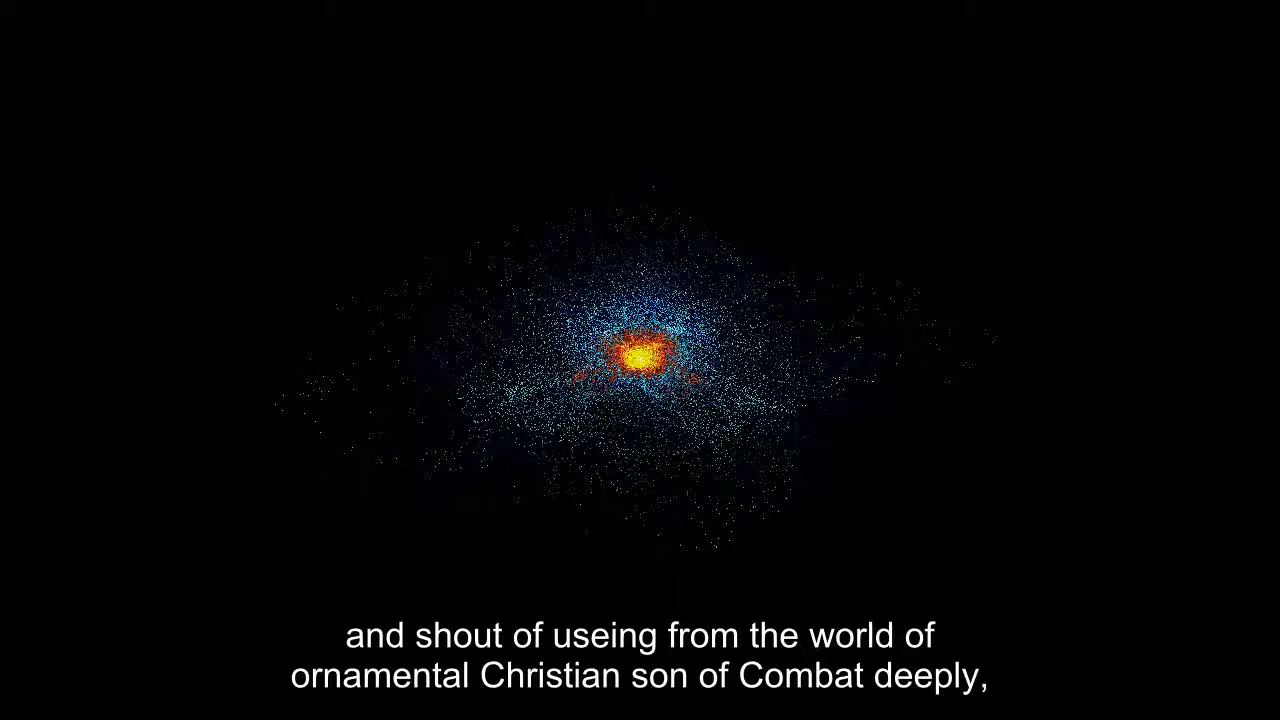 and shout of useing from the world of
ornamental Christian son of Combat deeply,